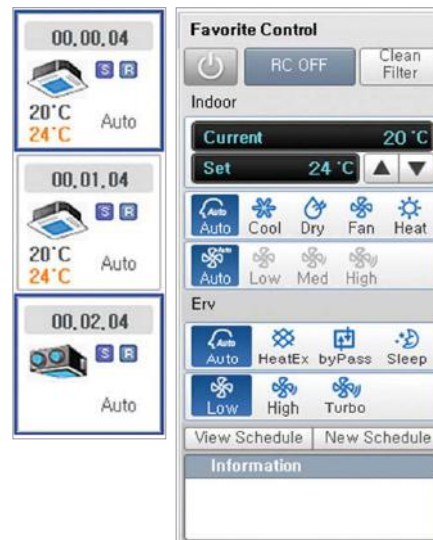 00.00.04
S R
20°C
24°C
Auto
00.01.04
S R
20°C
24°C
Auto
00.02.04
S R
Auto
Favorite Control
RC OFF
Clean
Filter
Indoor
Current 20 °C
Set 24 °C
Auto
Auto Cool Dry Fan Heat
Auto
Auto Low Med High
Erv
Auto
Auto HeatEx byPass Sleep
Low High Turbo
View Schedule New Schedule
Information